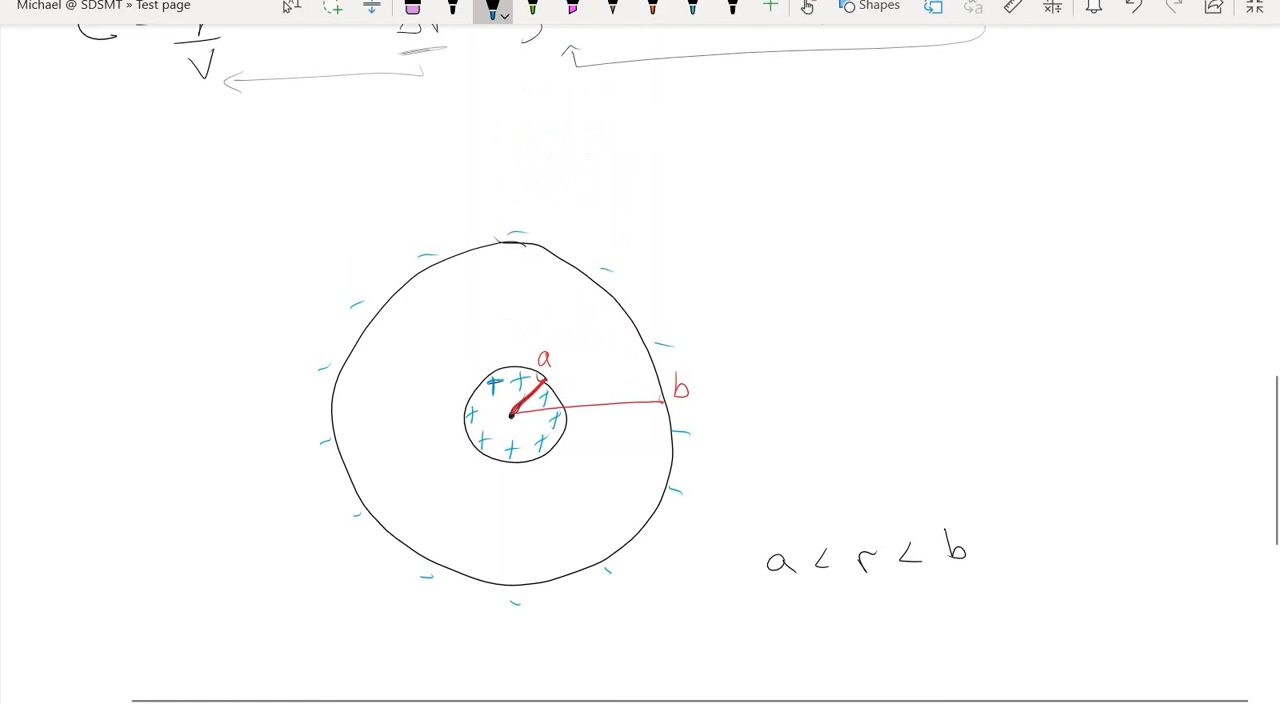 Michael @ SDSMT » Test page
Shapes
V
− −
− −
−
− a −
+ + b
+ + +
− + + + −
+
−
−
a < r < b
− −
−